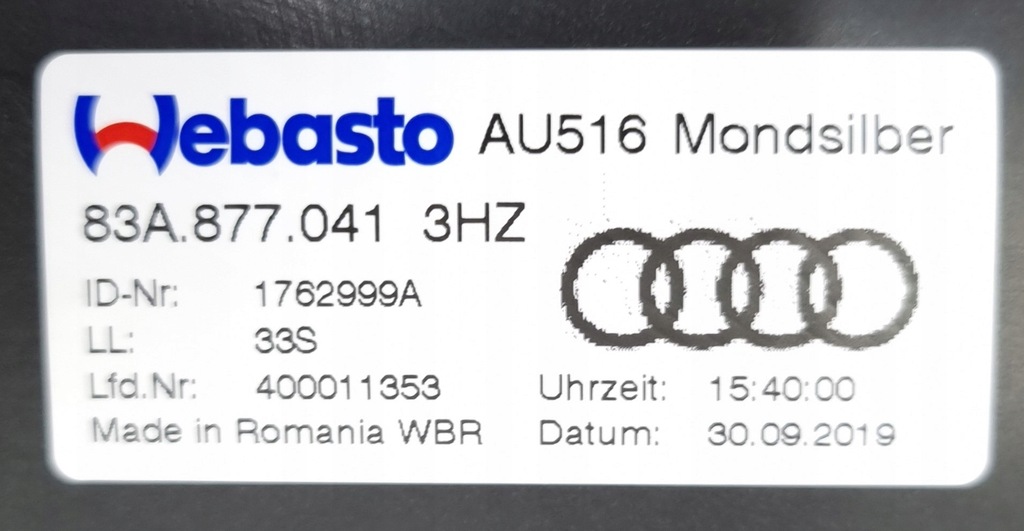 Webasto AU516 Mondsilber
83A.877.041 3HZ
ID-Nr: 1762999A
LL: 33S
Lfd.Nr: 400011353
Uhrzeit: 15:40:00
Made in Romania WBR
Datum: 30.09.2019